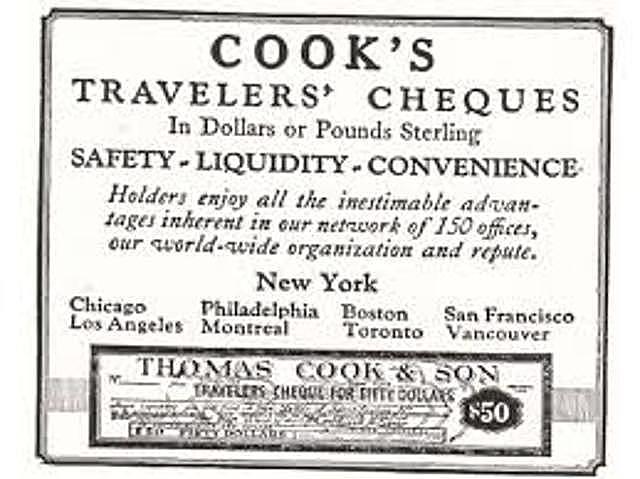 COOK'S
TRAVELERS' CHEQUES
In Dollars or Pounds Sterling
SAFETY - LIQUIDITY - CONVENIENCE
Holders enjoy all the inestimable advan-
tages inherent in our network of 150 offices,
our world-wide organization and repute.
New York
Chicago Philadelphia Boston San Francisco
Los Angeles Montreal Toronto Vancouver
THOMAS COOK & SON
TRAVELERS CHEQUE FOR FIFTY DOLLARS
$50
FIFTY DOLLARS